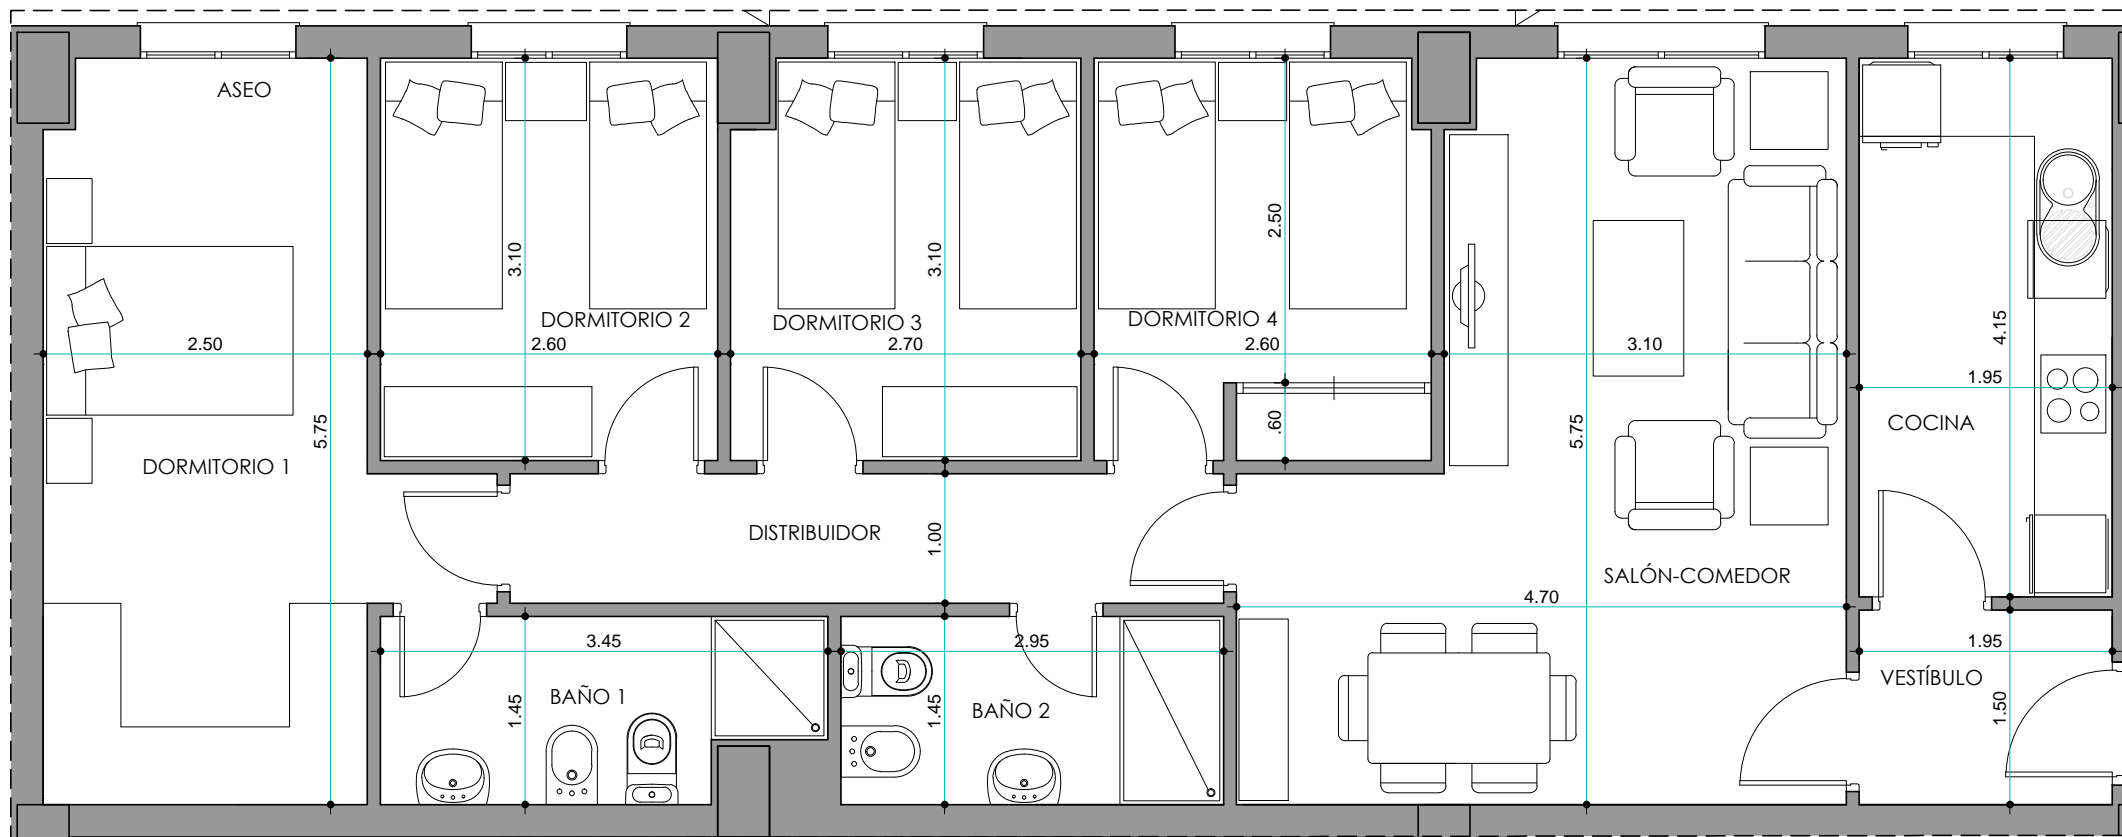 ASEO
2.50
3.10
3.10
DORMITORIO 2
DORMITORIO 3
DORMITORIO 4
4.15
2.50
2.60
2.70
2.60
3.10
1.95
COCINA
5.75
.60
5.75
DORMITORIO 1
DISTRIBUIDOR
1.00
SALÓN-COMEDOR
4.70
3.45
2.95
1.95
VESTÍBULO
BAÑO 1
1.45
BAÑO 2
1.45
1.50